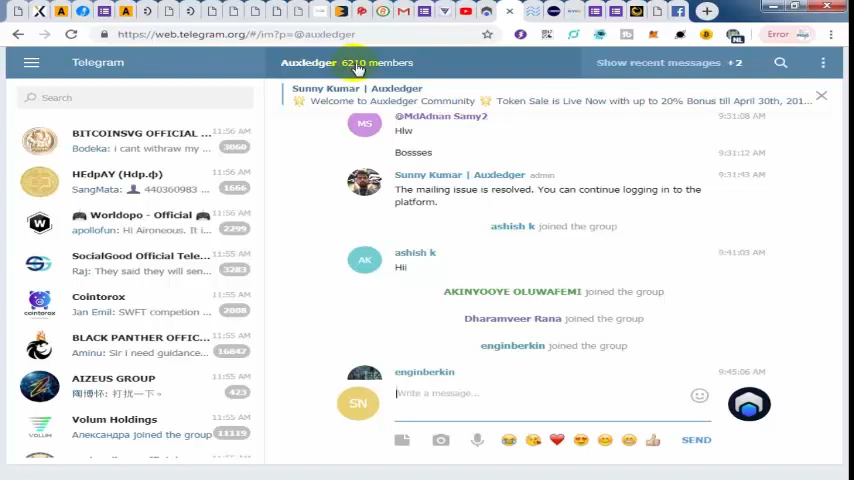 https://web.telegram.org/#/im?p=@auxledger
Error
Telegram
Auxledger 6210 members
Show recent messages +2
Search
Sunny Kumar | Auxledger
Welcome to Auxledger Community 🌟 Token Sale is Live Now with up to 20% Bonus till April 30th, 201...
BITCOINSVG OFFICIAL ... 11:56 AM
Bodeka: i cant withraw my ... 3060
HEdpAY (Hdp.ф) 11:56 AM
SangMata: 👤 440360983 ... 1666
🎮 Worldopo - Official 🎮 11:56 AM
apollofun: Hi Aironeous. It i... 2299
SocialGood Official Tele... 11:55 AM
Raj: They said they will sen... 3283
Cointorox 11:55 AM
Jan Emil: SWFT competion ... 2008
BLACK PANTHER OFFIC... 11:55 AM
Aminu: Sir i need guidance... 16847
AIZEUS GROUP 11:55 AM
陶博怀: 打扰一下。 423
Volum Holdings 11:55 AM
Александра joined the group 11119
MS
@MdAdnan Samy2 9:31:08 AM
Hlw
Bossses 9:31:12 AM
Sunny Kumar | Auxledger admin 9:31:43 AM
The mailing issue is resolved. You can continue logging in to the
platform.
ashish k joined the group
AK
ashish k 9:41:03 AM
Hii
AKINYOOYE OLUWAFEMI joined the group
Dharamveer Rana joined the group
enginberkin joined the group
enginberkin 9:45:06 AM
SN
Write a message...
SEND